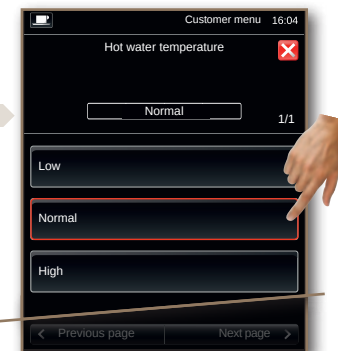 Customer menu 16:04
Hot water temperature
Normal
1/1
Low
Normal
High
Previous page Next page